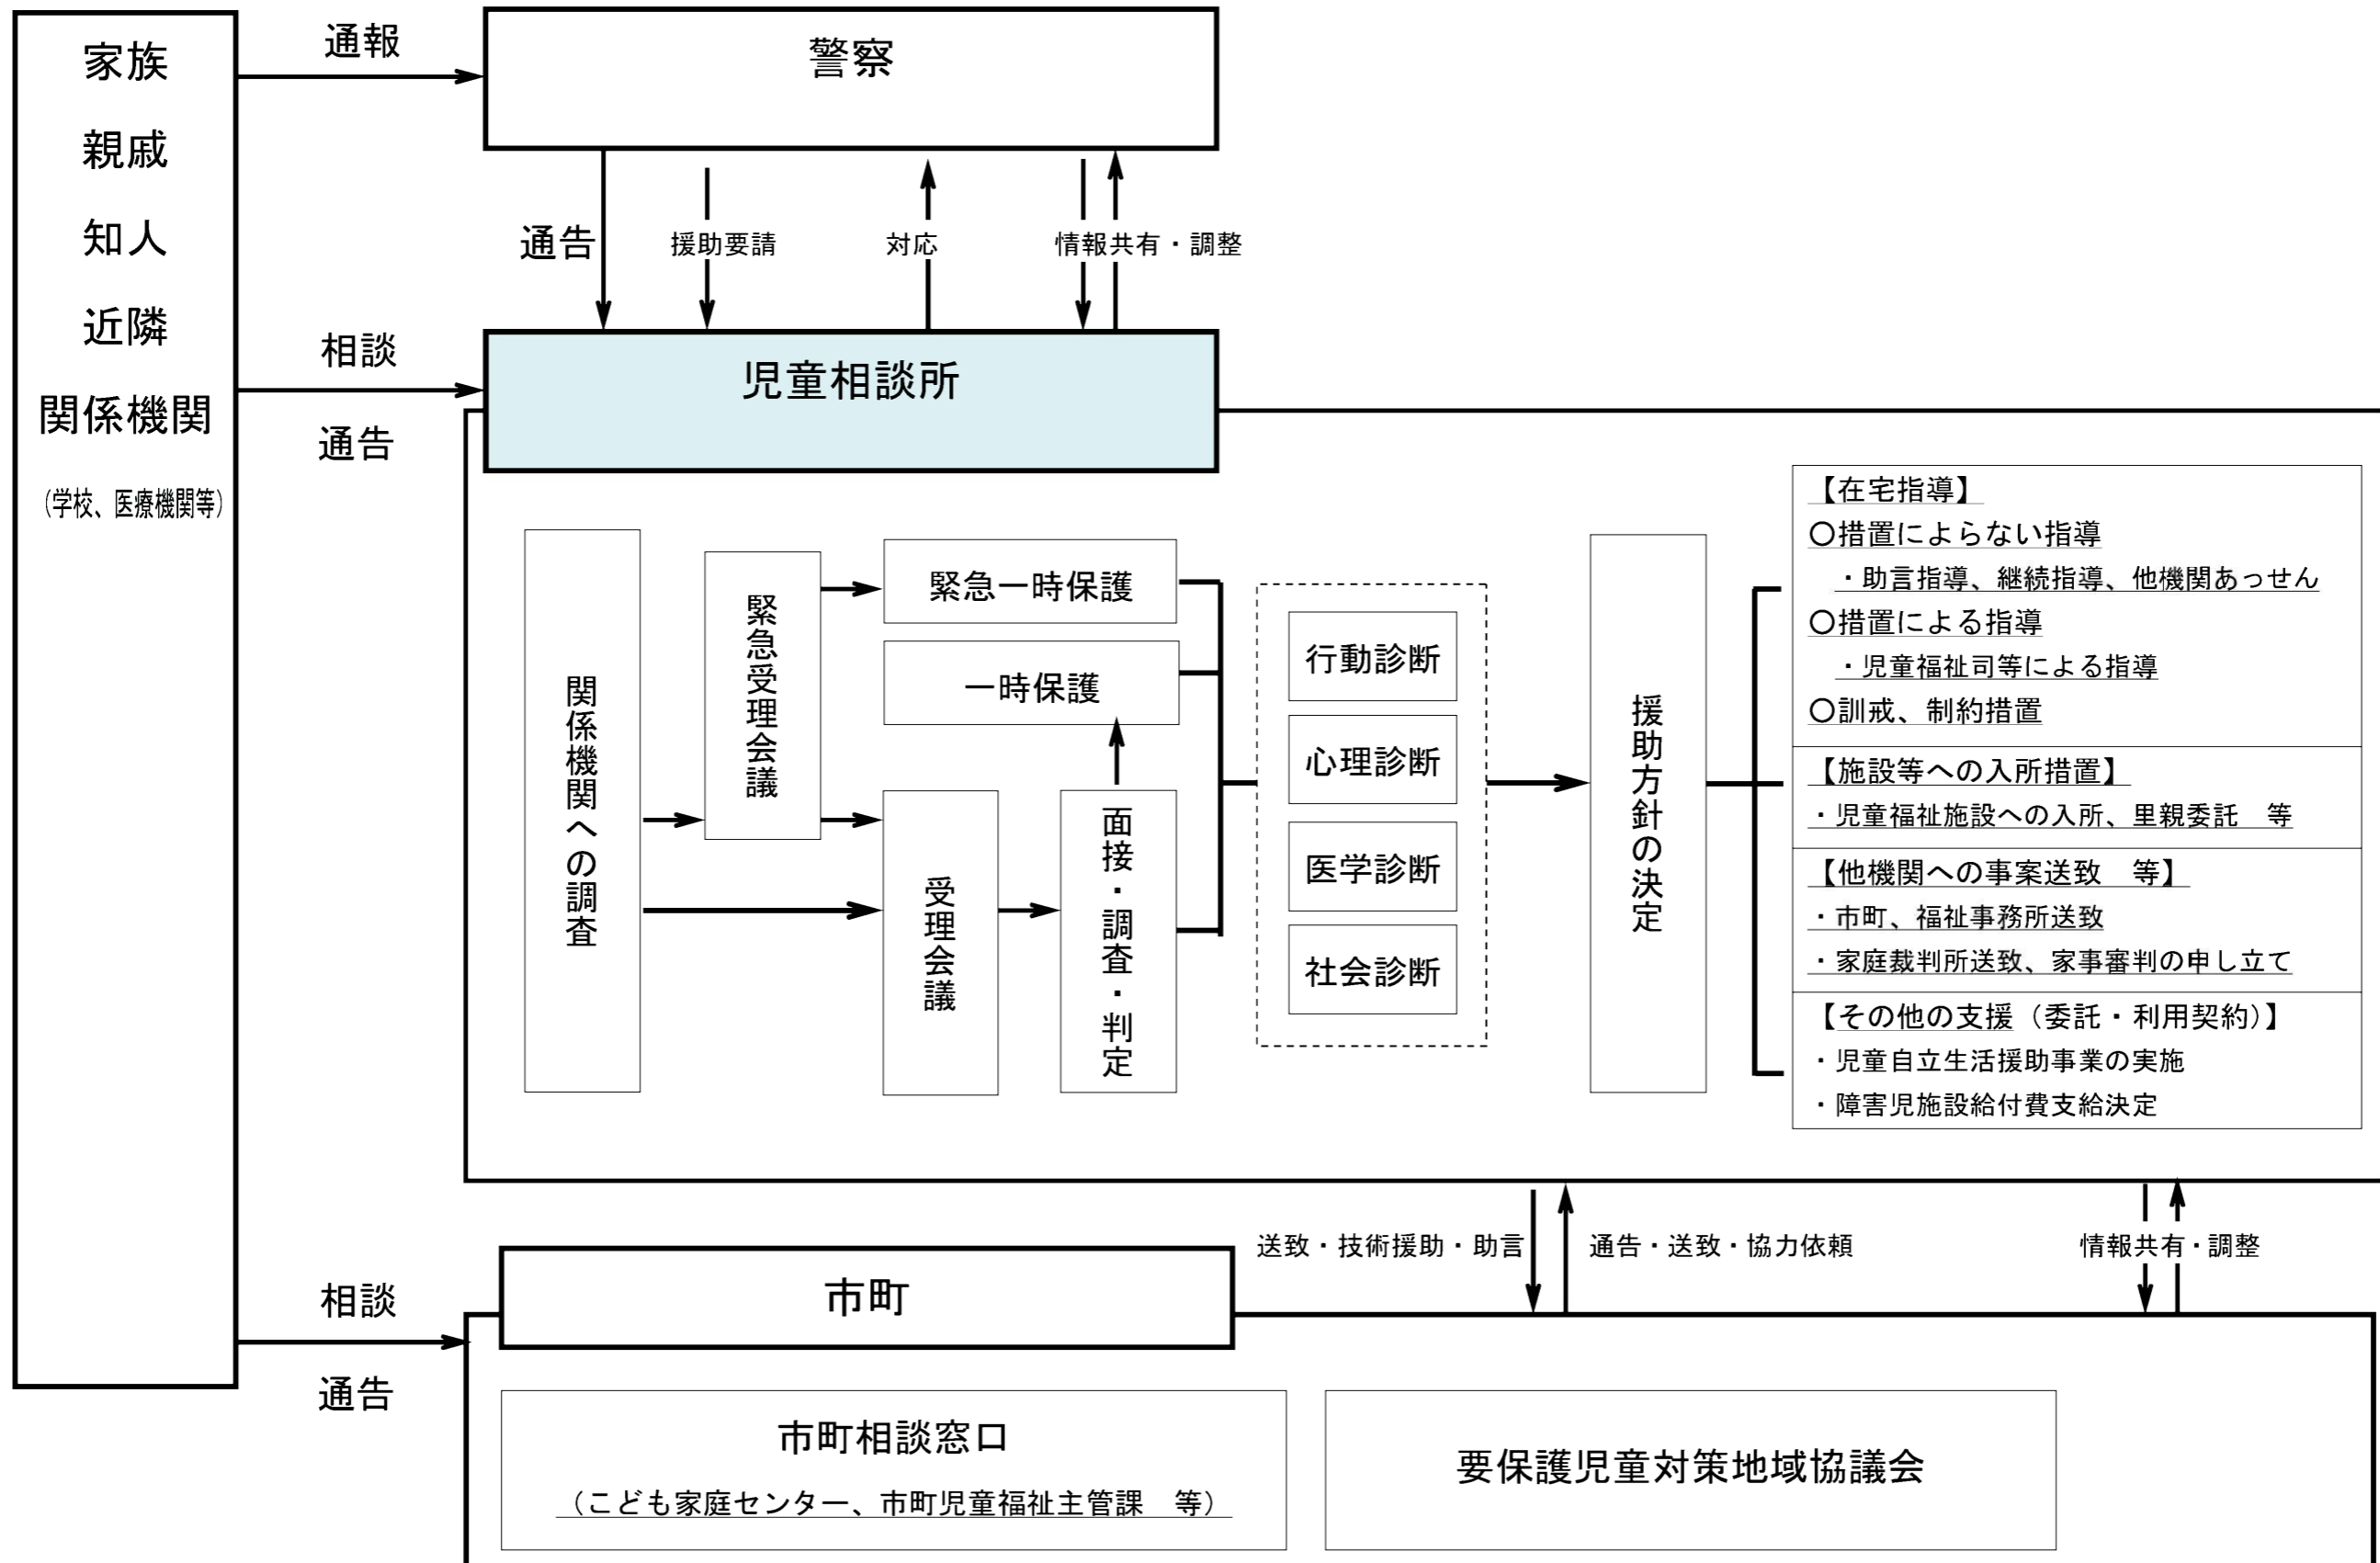 家族
親戚
知人
近隣
関係機関
（学校、医療機関等）
通報
警察
通告
援助要請
対応
情報共有・調整
相談
通告
児童相談所
関係機関への調査
緊急受理会議
緊急一時保護
一時保護
受理会議
面接・調査・判定
行動診断
心理診断
医学診断
社会診断
援助方針の決定
【在宅指導】
〇措置によらない指導
・助言指導、継続指導、他機関あっせん
〇措置による指導
・児童福祉司等による指導
〇訓戒、制約措置
【施設等への入所措置】
・児童福祉施設への入所、里親委託　等
【他機関への事案送致　等】
・市町、福祉事務所送致
・家庭裁判所送致、家事審判の申し立て
【その他の支援（委託・利用契約）】
・児童自立生活援助事業の実施
・障害児施設給付費支給決定
送致・技術援助・助言
通告・送致・協力依頼
情報共有・調整
相談
通告
市町
市町相談窓口
（こども家庭センター、市町児童福祉主管課　等）
要保護児童対策地域協議会